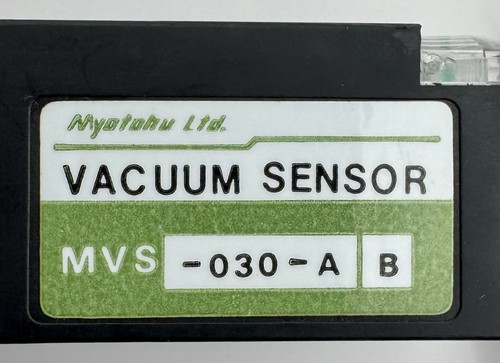 Myotoku Ltd.
VACUUM SENSOR
MVS -030-A B